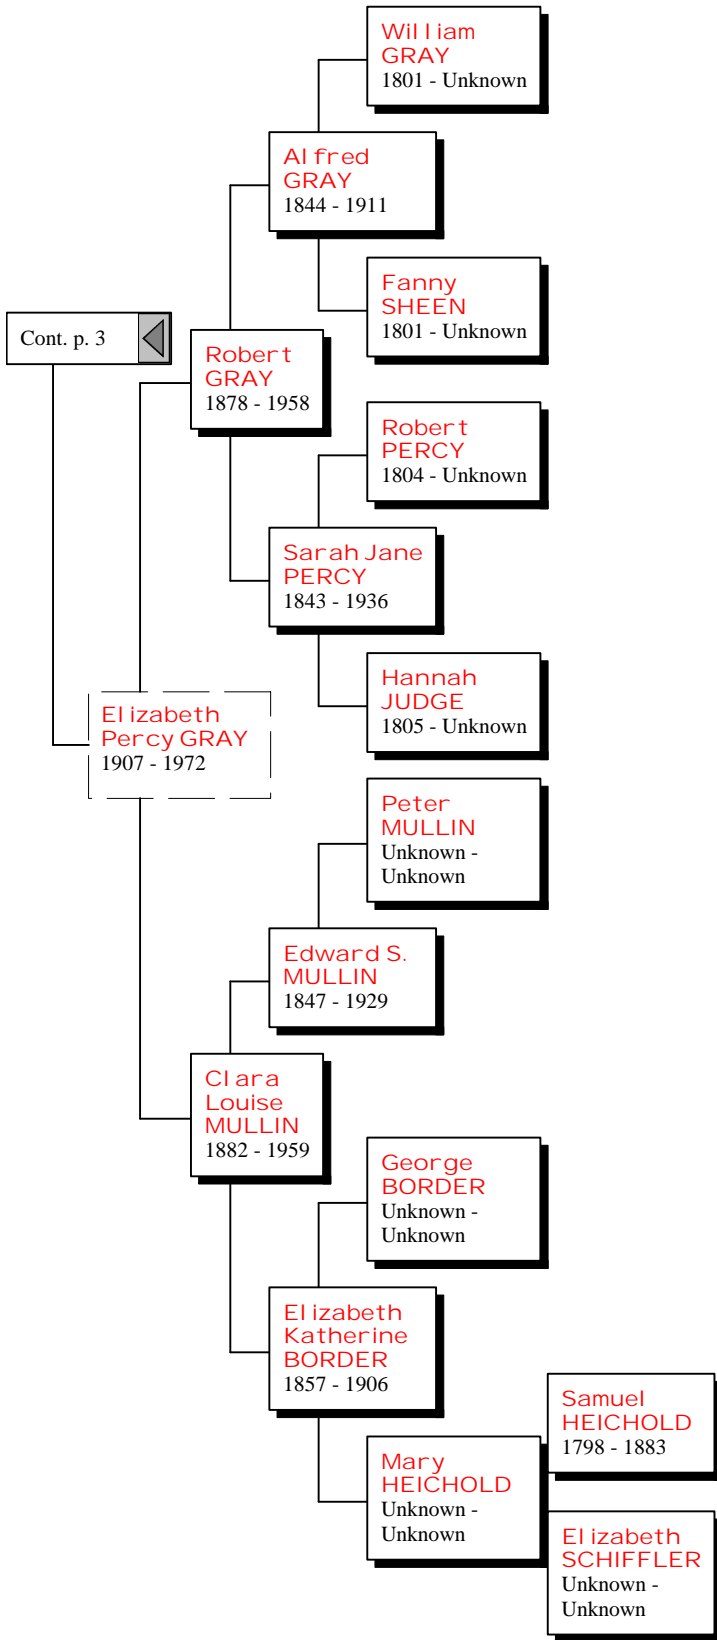 William
GRAY
1801 - Unknown
Alfred
GRAY
1844 - 1911
Fanny
SHEEN
1801 - Unknown
Cont. p. 3
Robert
GRAY
1878 - 1958
Robert
PERCY
1804 - Unknown
Sarah Jane
PERCY
1843 - 1936
Hannah
JUDGE
1805 - Unknown
Elizabeth
Percy GRAY
1907 - 1972
Peter
MULLIN
Unknown -
Unknown
Edward S.
MULLIN
1847 - 1929
Clara
Louise
MULLIN
1882 - 1959
George
BORDER
Unknown -
Unknown
Elizabeth
Katherine
BORDER
1857 - 1906
Samuel
HEICHOLD
1798 - 1883
Mary
HEICHOLD
Unknown -
Unknown
Elizabeth
SCHIFFLER
Unknown -
Unknown